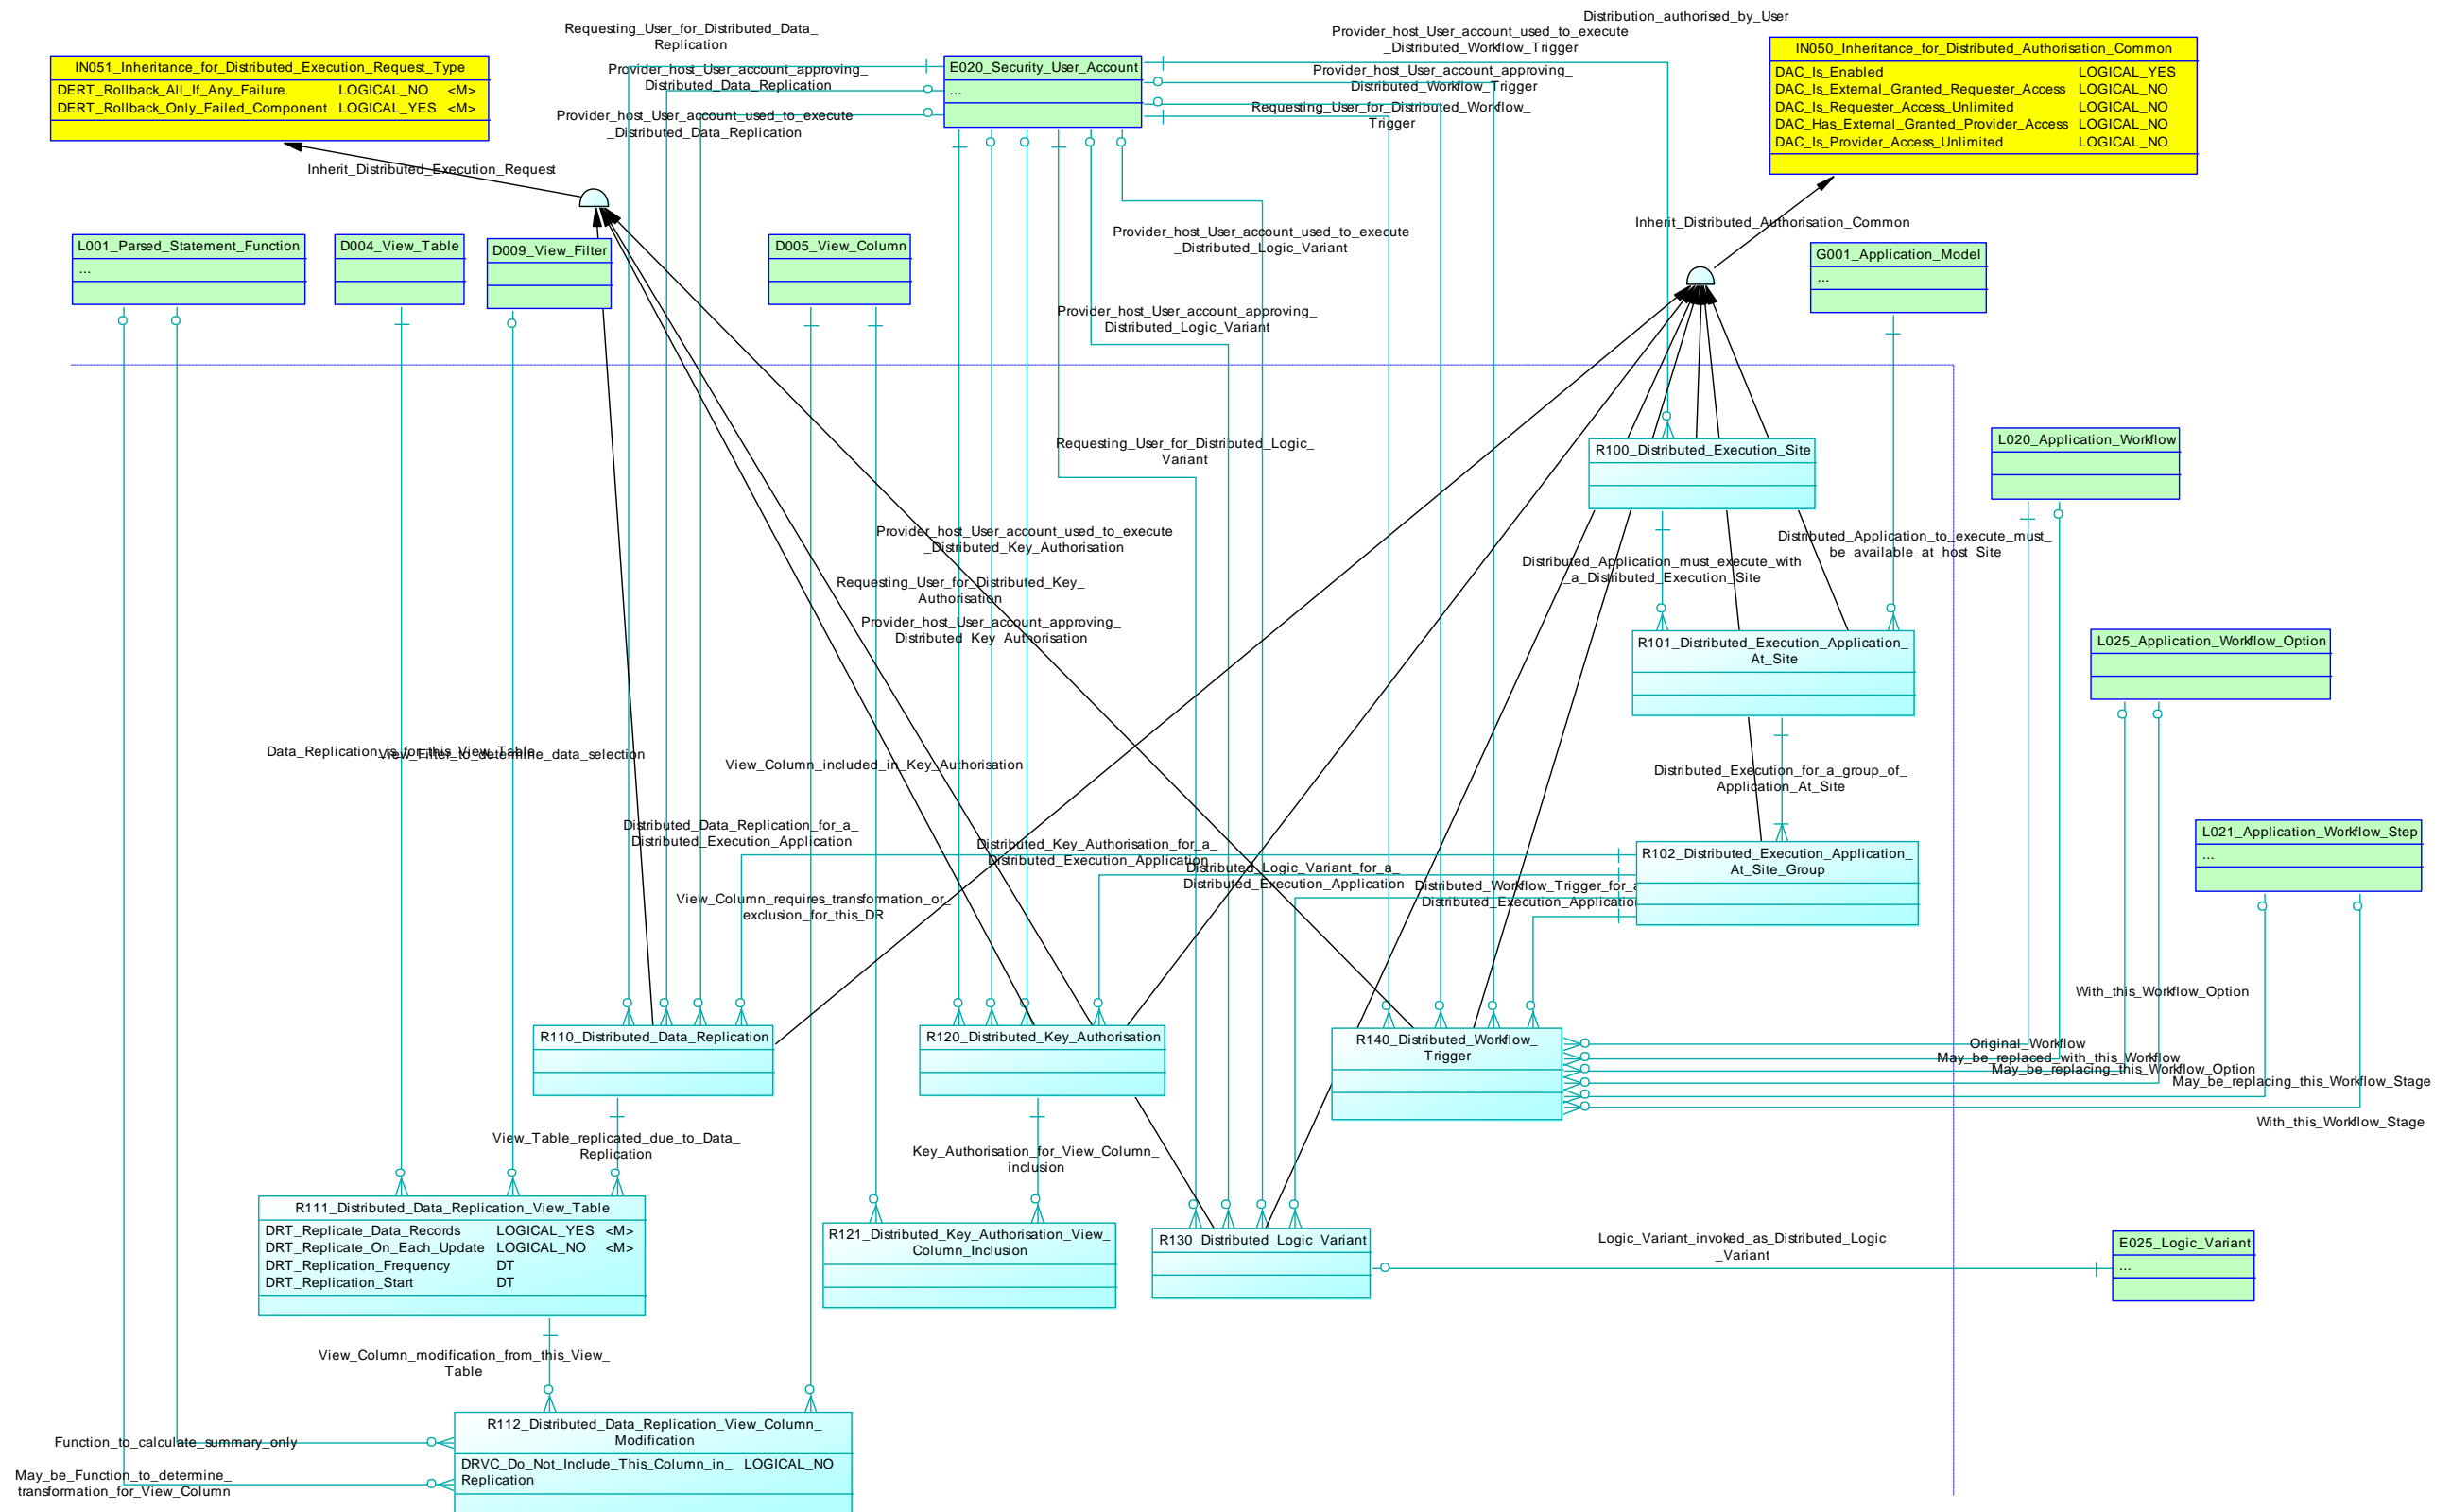 Distribution_authorised_by_User
Requesting_User_for_Distributed_Data_
Replication
Provider_host_User_account_used_to_execute
_Distributed_Workflow_Trigger
IN051_Inheritance_for_Distributed_Execution_Request_Type
DERT_Rollback_All_If_Any_Failure LOGICAL_NO <M>
DERT_Rollback_Only_Failed_Component LOGICAL_YES <M>
E020_Security_User_Account
...
IN050_Inheritance_for_Distributed_Authorisation_Common
DAC_Is_Enabled LOGICAL_YES
DAC_Is_External_Granted_Requester_Access LOGICAL_NO
DAC_Is_Requester_Access_Unlimited LOGICAL_NO
DAC_Has_External_Granted_Provider_Access LOGICAL_NO
DAC_Is_Provider_Access_Unlimited LOGICAL_NO
Provider_host_User_account_approving_
Distributed_Data_Replication
Provider_host_User_account_approving_
Distributed_Workflow_Trigger
Provider_host_User_account_used_to_execute
_Distributed_Data_Replication
Requesting_User_for_Distributed_Workflow_
Trigger
Inherit_Distributed_Execution_Request
Inherit_Distributed_Authorisation_Common
L001_Parsed_Statement_Function
...
D004_View_Table
D009_View_Filter
D005_View_Column
Provider_host_User_account_used_to_execute
_Distributed_Logic_Variant
G001_Application_Model
...
Provider_host_User_account_approving_
Distributed_Logic_Variant
Requesting_User_for_Distributed_Logic_
Variant
R100_Distributed_Execution_Site
L020_Application_Workflow
Provider_host_User_account_used_to_execute
_Distributed_Key_Authorisation
Distributed_Application_to_execute_must_
be_available_at_host_Site
Distributed_Application_must_execute_with
_a_Distributed_Execution_Site
Requesting_User_for_Distributed_Key_
Authorisation
Provider_host_User_account_approving_
Distributed_Key_Authorisation
R101_Distributed_Execution_Application_
At_Site
L025_Application_Workflow_Option
Data_Replication_is_for_this_View_Table
View_Filter_to_determine_data_selection
View_Column_included_in_Key_Authorisation
Distributed_Execution_for_a_group_of_
Application_At_Site
Distributed_Data_Replication_for_a_
Distributed_Execution_Application
Distributed_Key_Authorisation_for_a_
Distributed_Execution_Application
Distributed_Logic_Variant_for_a_
Distributed_Execution_Application
Distributed_Workflow_Trigger_for_a
Distributed_Execution_Application
R102_Distributed_Execution_Application_
At_Site_Group
L021_Application_Workflow_Step
...
View_Column_requires_transformation_or_
exclusion_for_this_DR
With_this_Workflow_Option
R110_Distributed_Data_Replication
R120_Distributed_Key_Authorisation
R140_Distributed_Workflow_
Trigger
Original_Workflow
May_be_replaced_with_this_Workflow
May_be_replacing_this_Workflow_Option
May_be_replacing_this_Workflow_Stage
With_this_Workflow_Stage
View_Table_replicated_due_to_Data_
Replication
Key_Authorisation_for_View_Column_
inclusion
R111_Distributed_Data_Replication_View_Table
DRT_Replicate_Data_Records LOGICAL_YES <M>
DRT_Replicate_On_Each_Update LOGICAL_NO <M>
DRT_Replication_Frequency DT
DRT_Replication_Start DT
R121_Distributed_Key_Authorisation_View_
Column_Inclusion
R130_Distributed_Logic_Variant
Logic_Variant_invoked_as_Distributed_Logic
_Variant
E025_Logic_Variant
...
View_Column_modification_from_this_View_
Table
R112_Distributed_Data_Replication_View_Column_
Modification
DRVC_Do_Not_Include_This_Column_in_ LOGICAL_NO
Replication
Function_to_calculate_summary_only
May_be_Function_to_determine_
transformation_for_View_Column